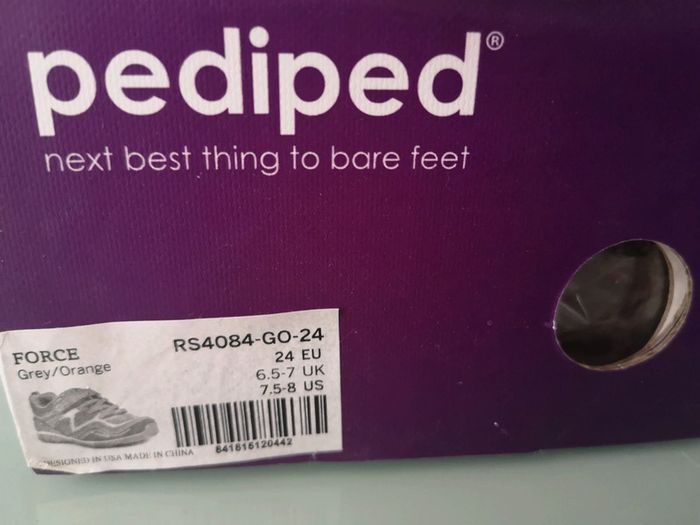 pediped®
next best thing to bare feet
FORCE
Grey/Orange
RS4084-GO-24
24 EU
6.5-7 UK
7.5-8 US
841815120442
DESIGNED IN USA MADE IN CHINA